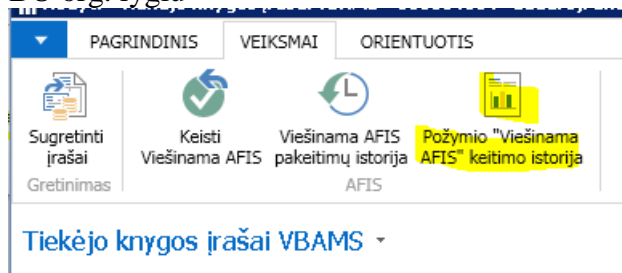 PAGRINDINIS VEIKSMAI ORIENTUOTIS
Sugretinti įrašai
Keisti Viešinama AFIS
Viešinama AFIS pakeitimų istorija
Požymio "Viešinama AFIS" keitimo istorija
Gretinimas
AFIS
Tiekėjo knygos įrašai VBAMS